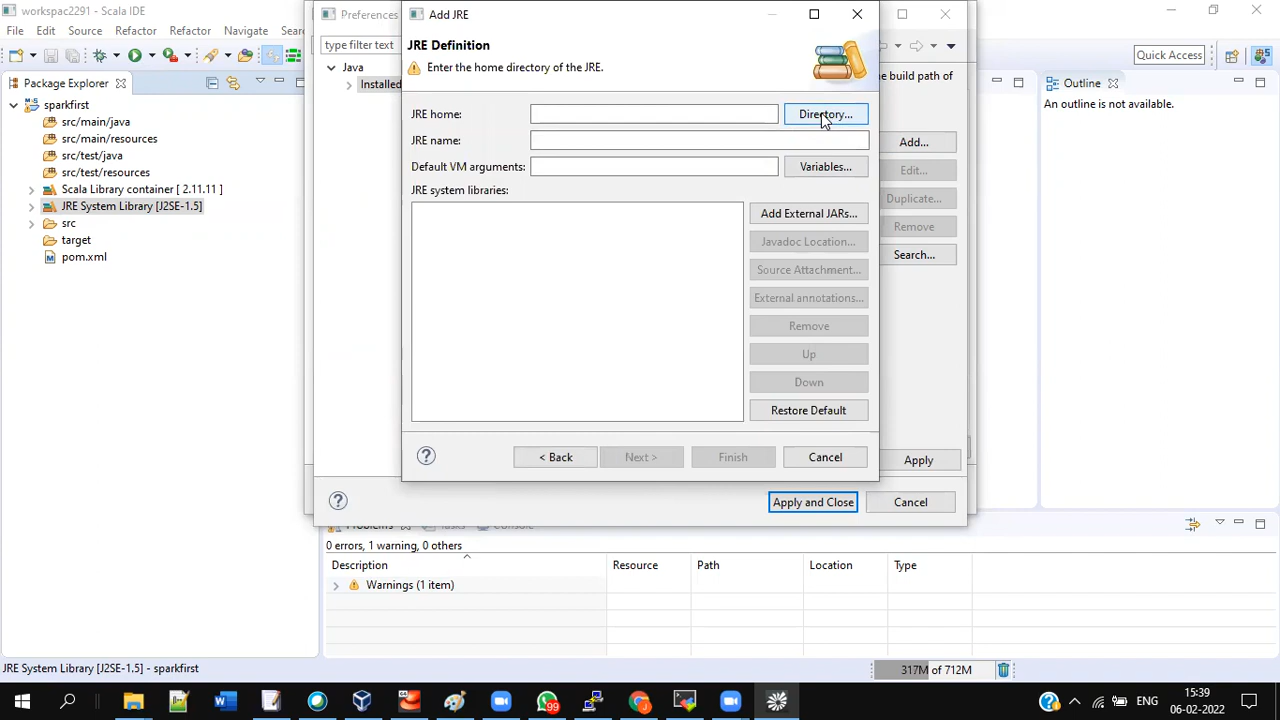 workspac2291 - Scala IDE
Preferences
Add JRE
File Edit Source Refactor Refactor Navigate
Quick Access
type filter text
JRE Definition
Enter the home directory of the JRE.
Package Explorer
Java
Installed
he build path of
Outline
An outline is not available.
sparkfirst
src/main/java
src/main/resources
src/test/java
src/test/resources
Scala Library container [ 2.11.11 ]
JRE System Library [J2SE-1.5]
src
target
pom.xml
JRE home:
Directory...
JRE name:
Default VM arguments:
Variables...
JRE system libraries:
Add External JARs...
Javadoc Location...
Source Attachment...
External annotations...
Remove
Up
Down
Restore Default
Add...
Edit...
Duplicate...
Remove
Search...
< Back
Next >
Finish
Cancel
Apply
Apply and Close
Cancel
Problems Tasks Console
0 errors, 1 warning, 0 others
Description Resource Path Location Type
Warnings (1 item)
JRE System Library [J2SE-1.5] - sparkfirst
317M of 712M
99
ENG
15:39
06-02-2022